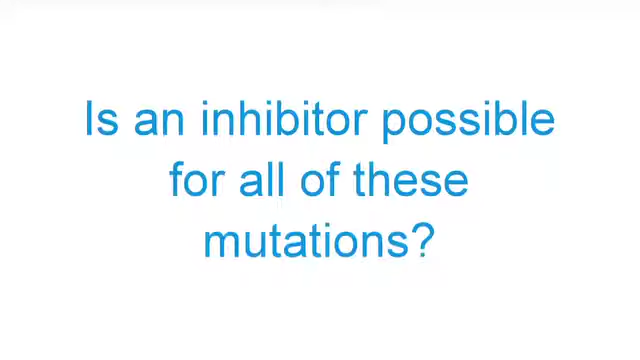 Is an inhibitor possible
for all of these
mutations?